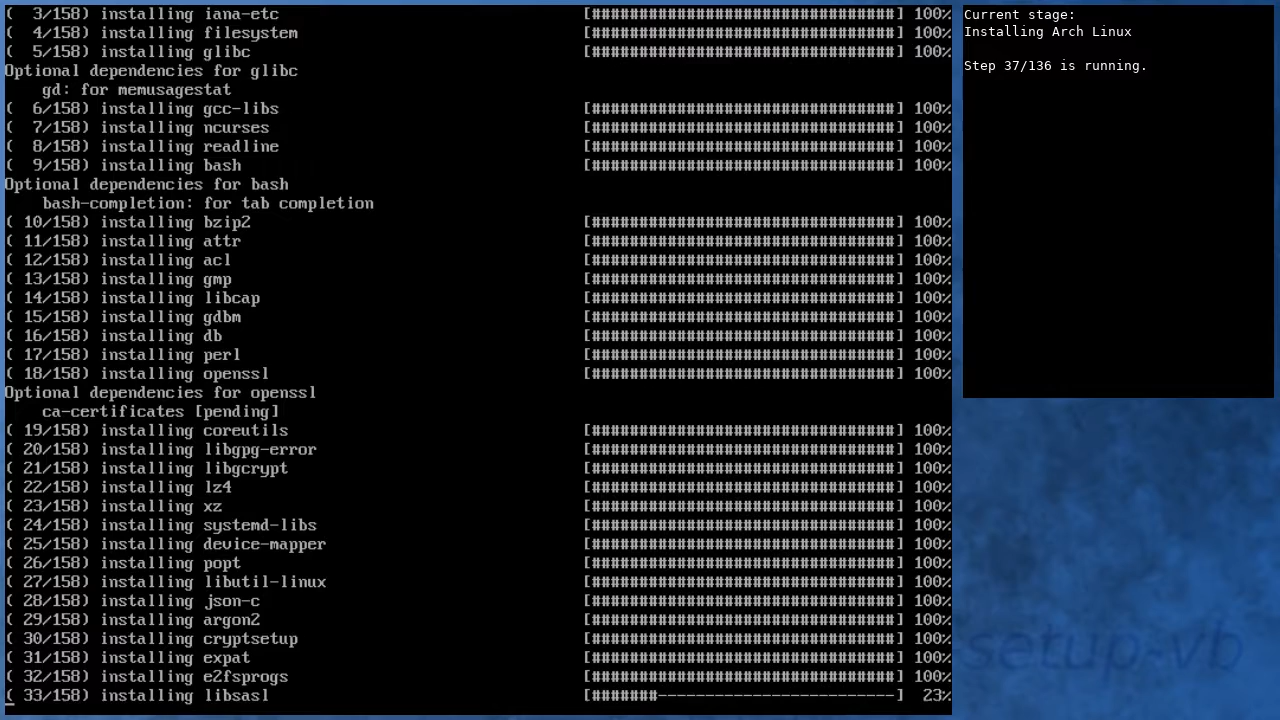 (  3/158) installing iana-etc [################################] 100%
(  4/158) installing filesystem [################################] 100%
(  5/158) installing glibc [################################] 100%
Optional dependencies for glibc
    gd: for memusagestat
(  6/158) installing gcc-libs [################################] 100%
(  7/158) installing ncurses [################################] 100%
(  8/158) installing readline [################################] 100%
(  9/158) installing bash [################################] 100%
Optional dependencies for bash
    bash-completion: for tab completion
( 10/158) installing bzip2 [################################] 100%
( 11/158) installing attr [################################] 100%
( 12/158) installing acl [################################] 100%
( 13/158) installing gmp [################################] 100%
( 14/158) installing libcap [################################] 100%
( 15/158) installing gdbm [################################] 100%
( 16/158) installing db [################################] 100%
( 17/158) installing perl [################################] 100%
( 18/158) installing openssl [################################] 100%
Optional dependencies for openssl
    ca-certificates [pending]
( 19/158) installing coreutils [################################] 100%
( 20/158) installing libgpg-error [################################] 100%
( 21/158) installing libgcrypt [################################] 100%
( 22/158) installing lz4 [################################] 100%
( 23/158) installing xz [################################] 100%
( 24/158) installing systemd-libs [################################] 100%
( 25/158) installing device-mapper [################################] 100%
( 26/158) installing popt [################################] 100%
( 27/158) installing libutil-linux [################################] 100%
( 28/158) installing json-c [################################] 100%
( 29/158) installing argon2 [################################] 100%
( 30/158) installing cryptsetup [################################] 100%
( 31/158) installing expat [################################] 100%
( 32/158) installing e2fsprogs [################################] 100%
( 33/158) installing libsasl [#######-------------------------] 23%
Current stage:
Installing Arch Linux
Step 37/136 is running.
setup-vb